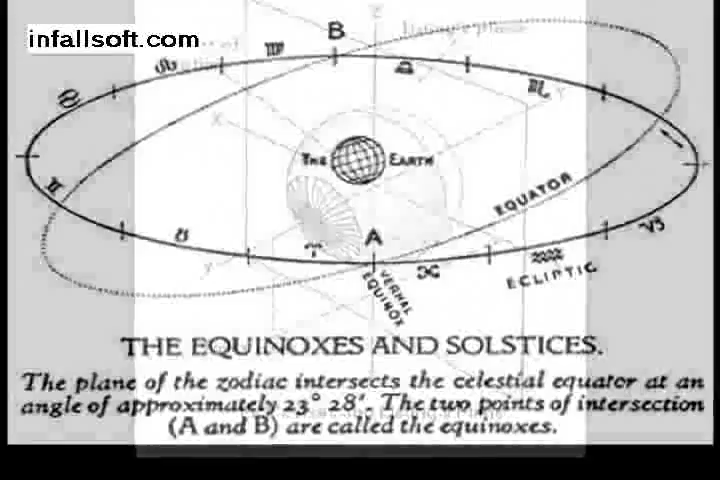 infallsoft.com
B
THE EARTH
EQUATOR
A
VERNAL
EQUINOX
ECLIPTIC
THE EQUINOXES AND SOLSTICES.
The plane of the zodiac intersects the celestial equator at an
angle of approximately 23° 28'. The two points of intersection
(A and B) are called the equinoxes.